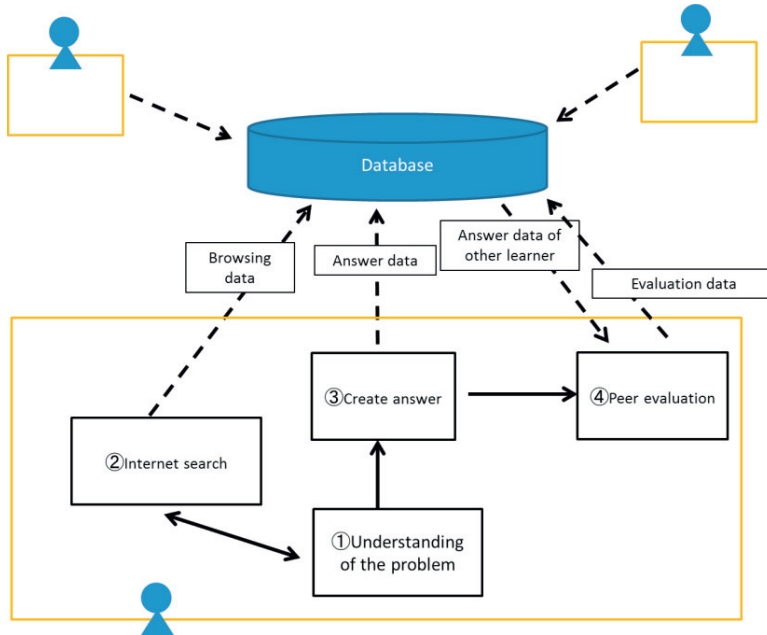 Database
Browsing
data
Answer data
Answer data of
other learner
Evaluation data
③Create answer
④Peer evaluation
②Internet search
①Understanding
of the problem